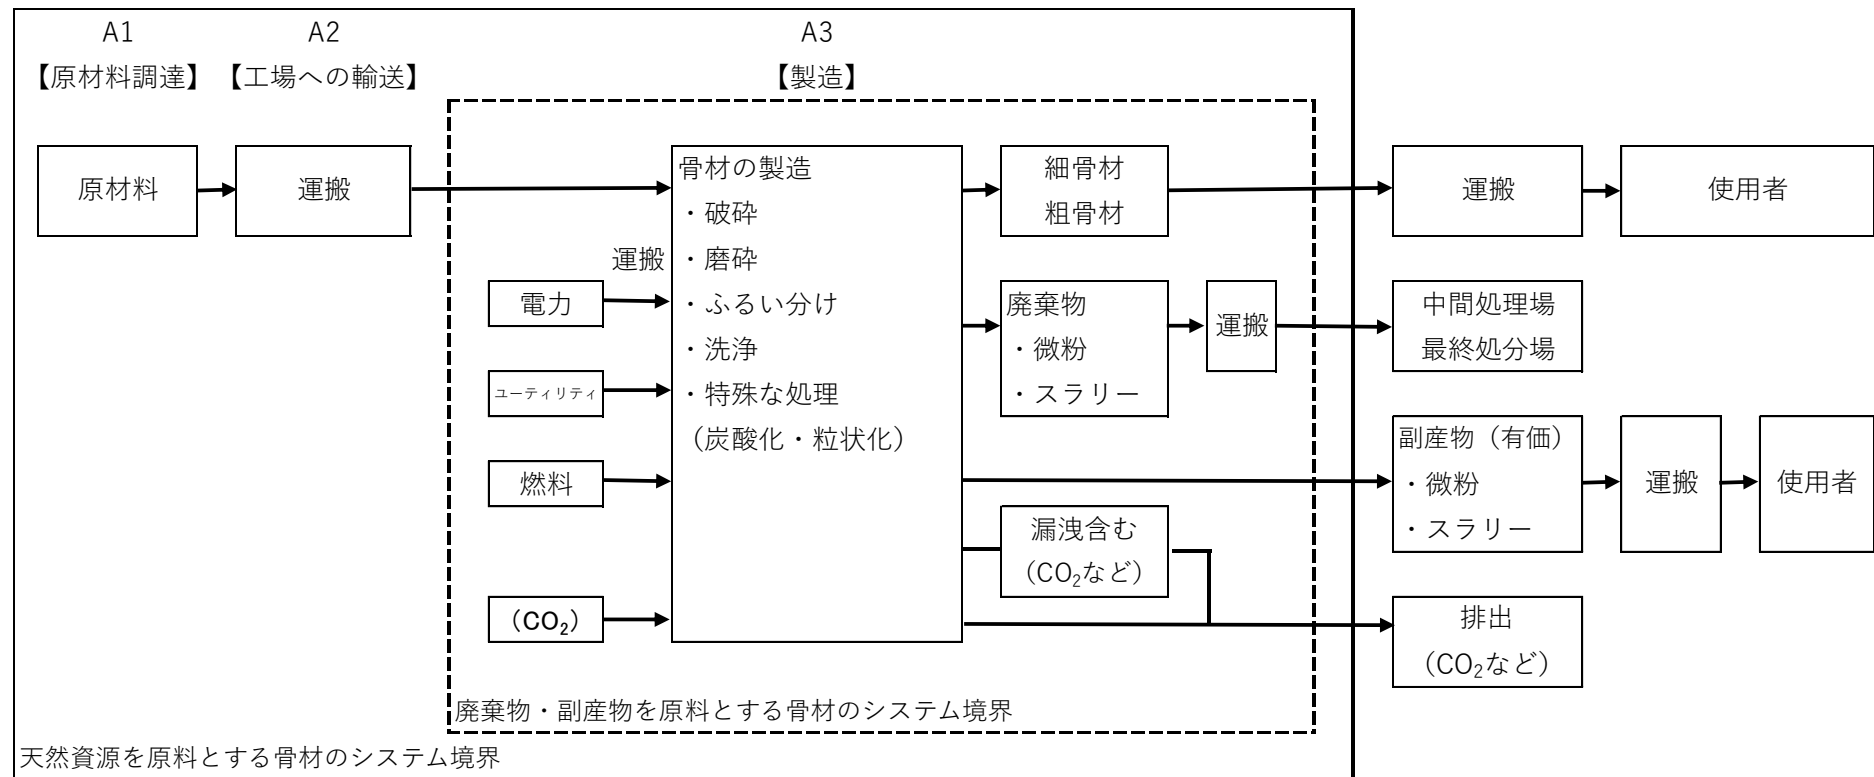 A1
【原材料調達】
A2
【工場への輸送】
A3
【製造】
原材料
運搬
骨材の製造
・破砕
・磨砕
・ふるい分け
・洗浄
・特殊な処理
（炭酸化・粒状化）
運搬
電力
ユーティリティ
燃料
（CO₂）
細骨材
粗骨材
廃棄物
・微粉
・スラリー
運搬
漏洩含む
（CO₂など）
運搬
使用者
中間処理場
最終処分場
副産物（有価）
・微粉
・スラリー
運搬
使用者
排出
（CO₂など）
廃棄物・副産物を原料とする骨材のシステム境界
天然資源を原料とする骨材のシステム境界